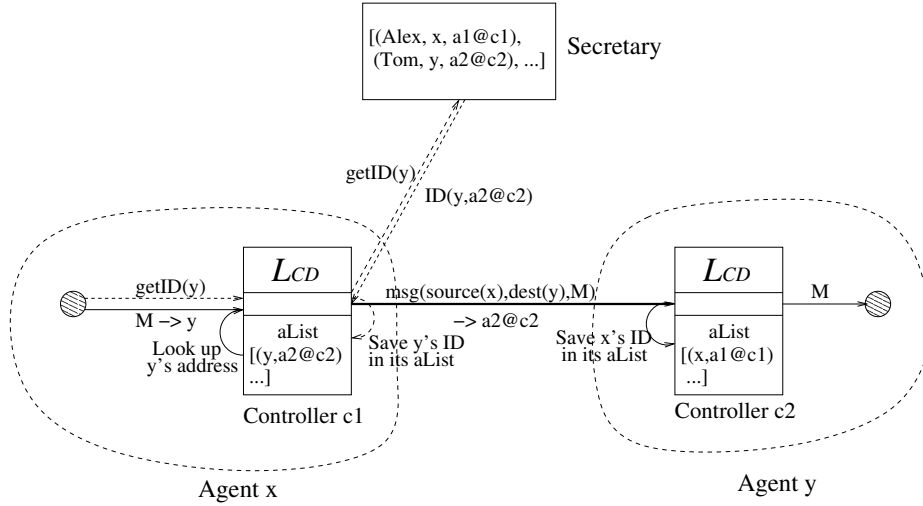 [(Alex, x, a1@c1),
(Tom, y, a2@c2), ...]
Secretary
getID(y)
ID(y,a2@c2)
getID(y)
M -> y
Look up
y's address
LCD
aList
[(y,a2@c2)
...]
Controller c1
Save y's ID
in its aList
msg(source(x),dest(y),M)
-> a2@c2
Save x's ID
in its aList
LCD
aList
[(x,a1@c1)
...]
Controller c2
M
Agent x
Agent y